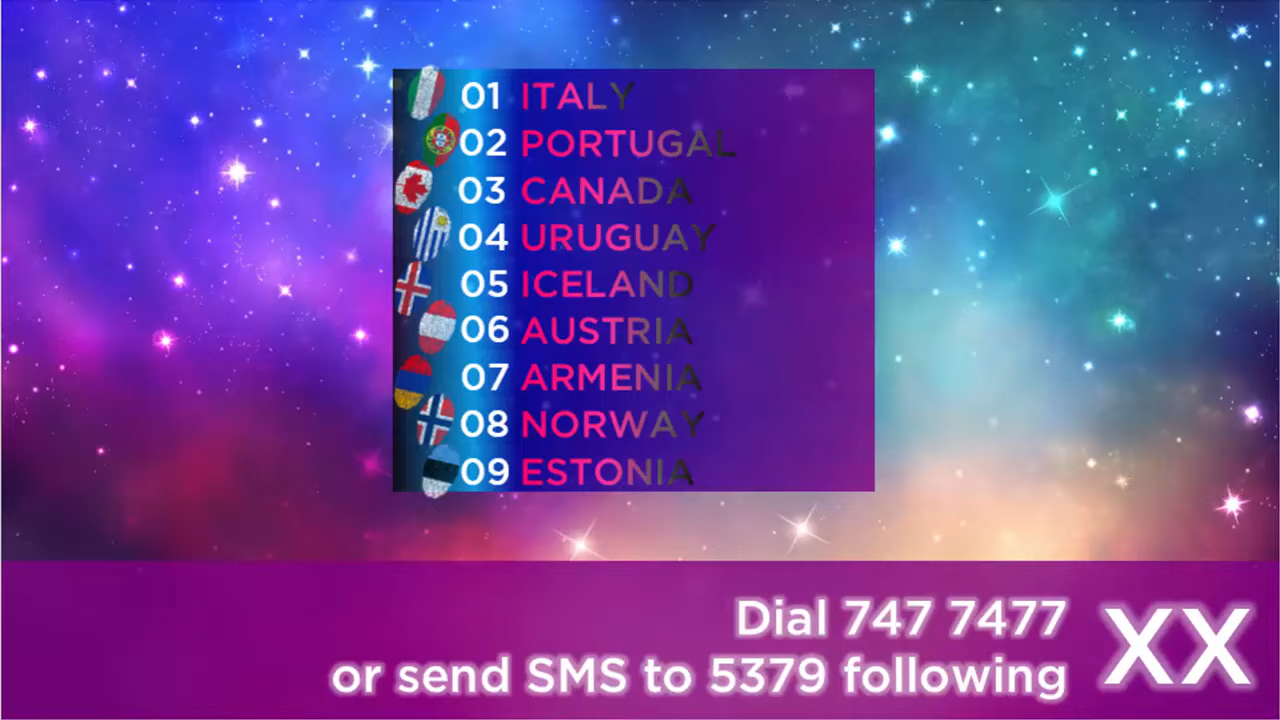 01 ITALY
02 PORTUGAL
03 CANADA
04 URUGUAY
05 ICELAND
06 AUSTRIA
07 ARMENIA
08 NORWAY
09 ESTONIA
Dial 747 7477
or send SMS to 5379 following
XX